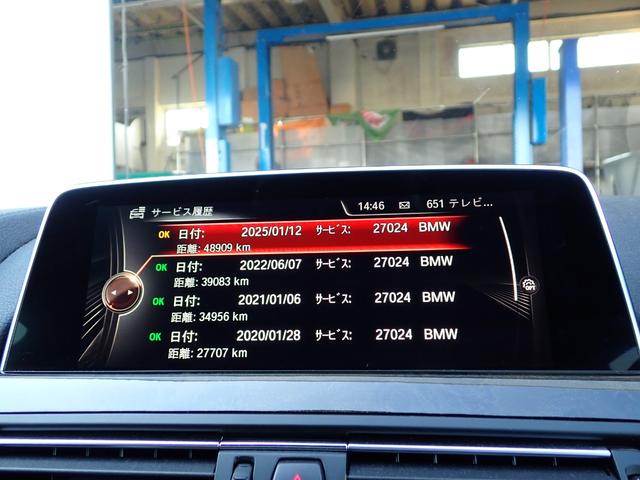 サービス履歴 14:46 651 テレビ...
OK 日付: 2025/01/12 ｻｰﾋﾞｽ: 27024 BMW
距離: 48909 km
OK 日付: 2022/06/07 ｻｰﾋﾞｽ: 27024 BMW
距離: 39083 km
OK 日付: 2021/01/06 ｻｰﾋﾞｽ: 27024 BMW
距離: 34956 km
OK 日付: 2020/01/28 ｻｰﾋﾞｽ: 27024 BMW
距離: 27707 km
OFF